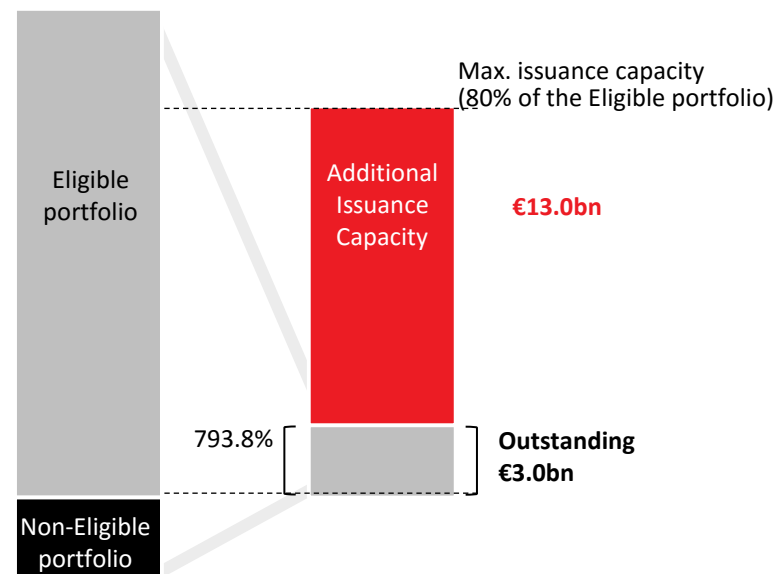 Max. issuance capacity
(80% of the Eligible portfolio)
Eligible
portfolio
Additional
Issuance
Capacity
€13.0bn
793.8%
Outstanding
€3.0bn
Non-Eligible
portfolio